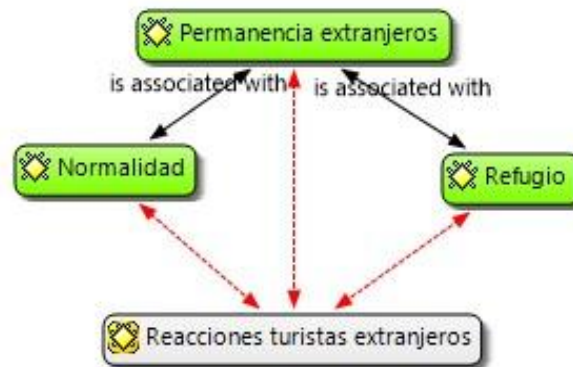 Permanencia extranjeros
is associated with
is associated with
Normalidad
Refugio
Reacciones turistas extranjeros